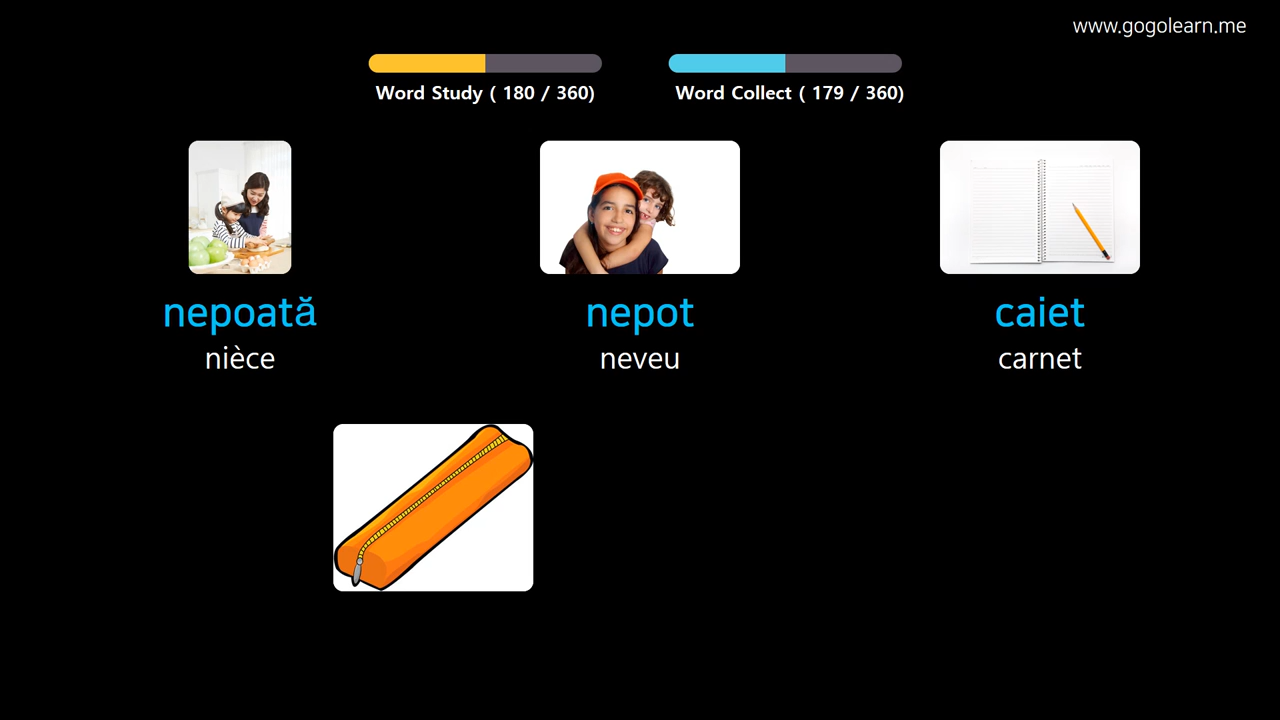 www.gogolearn.me
Word Study ( 180 / 360)
Word Collect ( 179 / 360)
nepoată
nepot
caiet
nièce
neveu
carnet